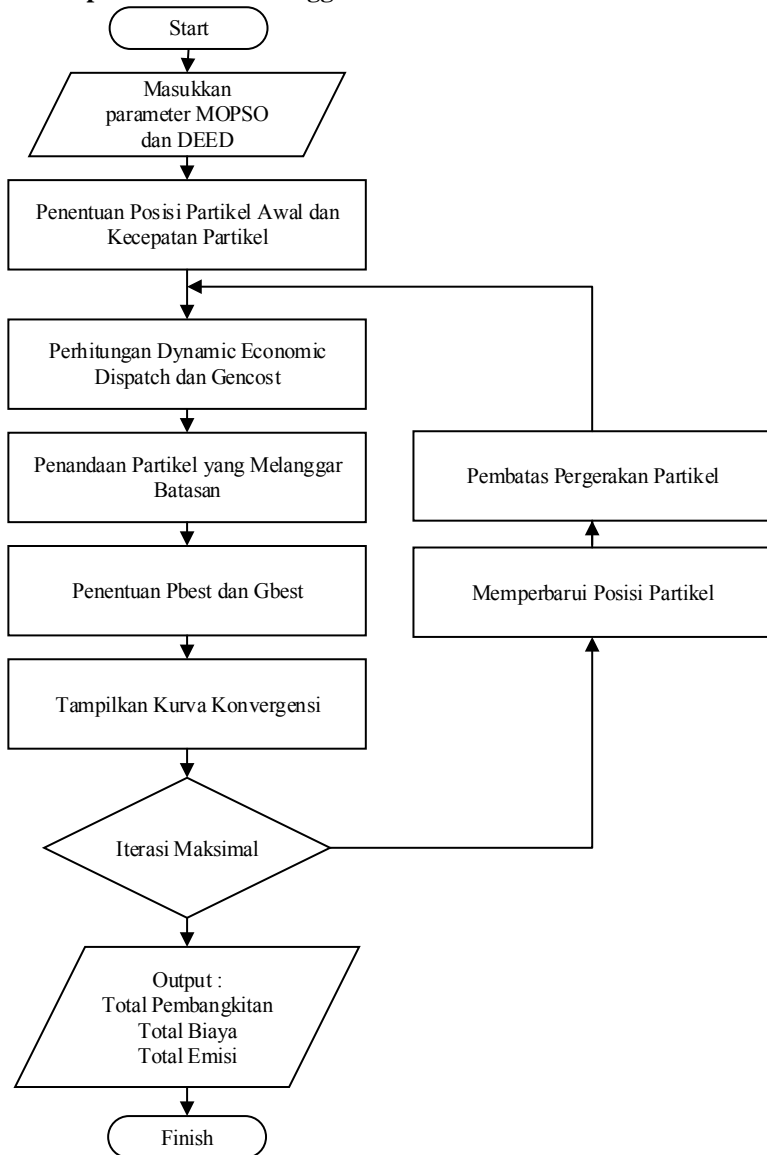 Start
Masukkan
parameter MOPSO
dan DEED
Penentuan Posisi Partikel Awal dan
Kecepatan Partikel
Perhitungan Dynamic Economic
Dispatch dan Gencost
Penandaan Partikel yang Melanggar
Batasan
Pembatas Pergerakan Partikel
Penentuan Pbest dan Gbest
Memperbarui Posisi Partikel
Tampilkan Kurva Konvergensi
Iterasi Maksimal
Output :
Total Pembangkitan
Total Biaya
Total Emisi
Finish